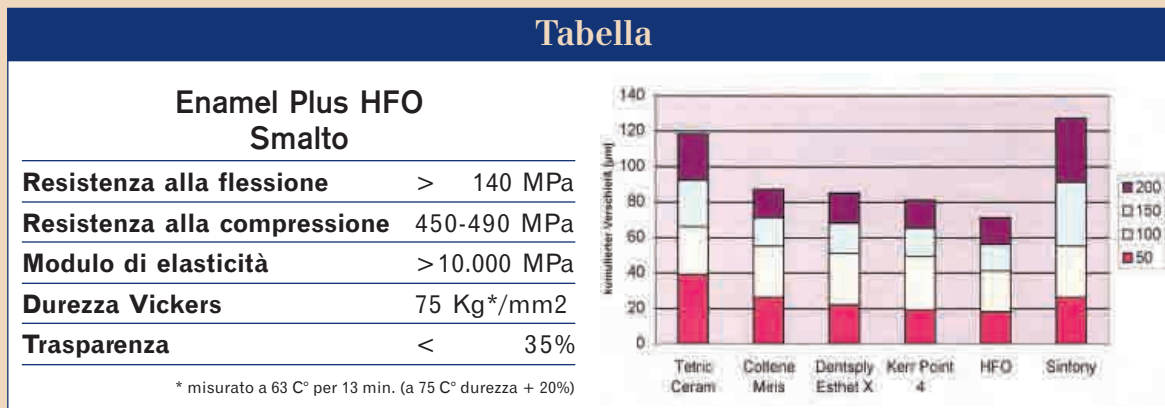 Tabella
Enamel Plus HFO
Smalto
Resistenza alla flessione > 140 MPa
Resistenza alla compressione 450-490 MPa
Modulo di elasticità >10.000 MPa
Durezza Vickers 75 Kg*/mm2
Trasparenza < 35%
* misurato a 63 C° per 13 min. (a 75 C° durezza + 20%)
kumulierter Verschleiß [µm]
140
120
100
80
60
40
20
0
Tetric Ceram
Coltene Miris
Dentsply Esthet X
Kerr Point 4
HFO
Sinfony
200
150
100
50